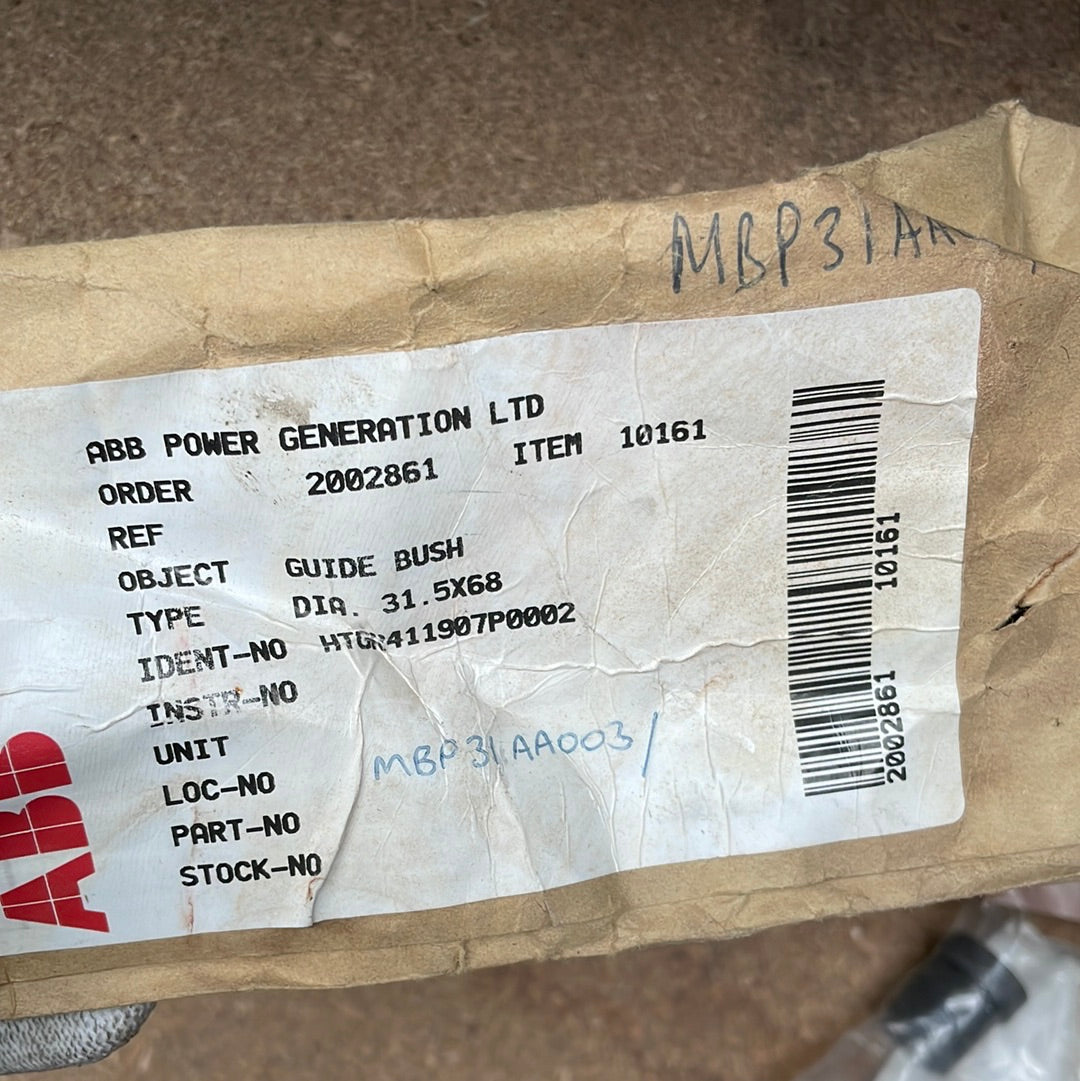 MBP31AA
ABB POWER GENERATION LTD
ORDER 2002861 ITEM 10161
REF
OBJECT GUIDE BUSH
TYPE DIA. 31.5X68
IDENT-NO HTGR411907P0002
INSTR-NO
UNIT
LOC-NO MBP31AA003/
PART-NO
STOCK-NO
2002861 10161
ABB